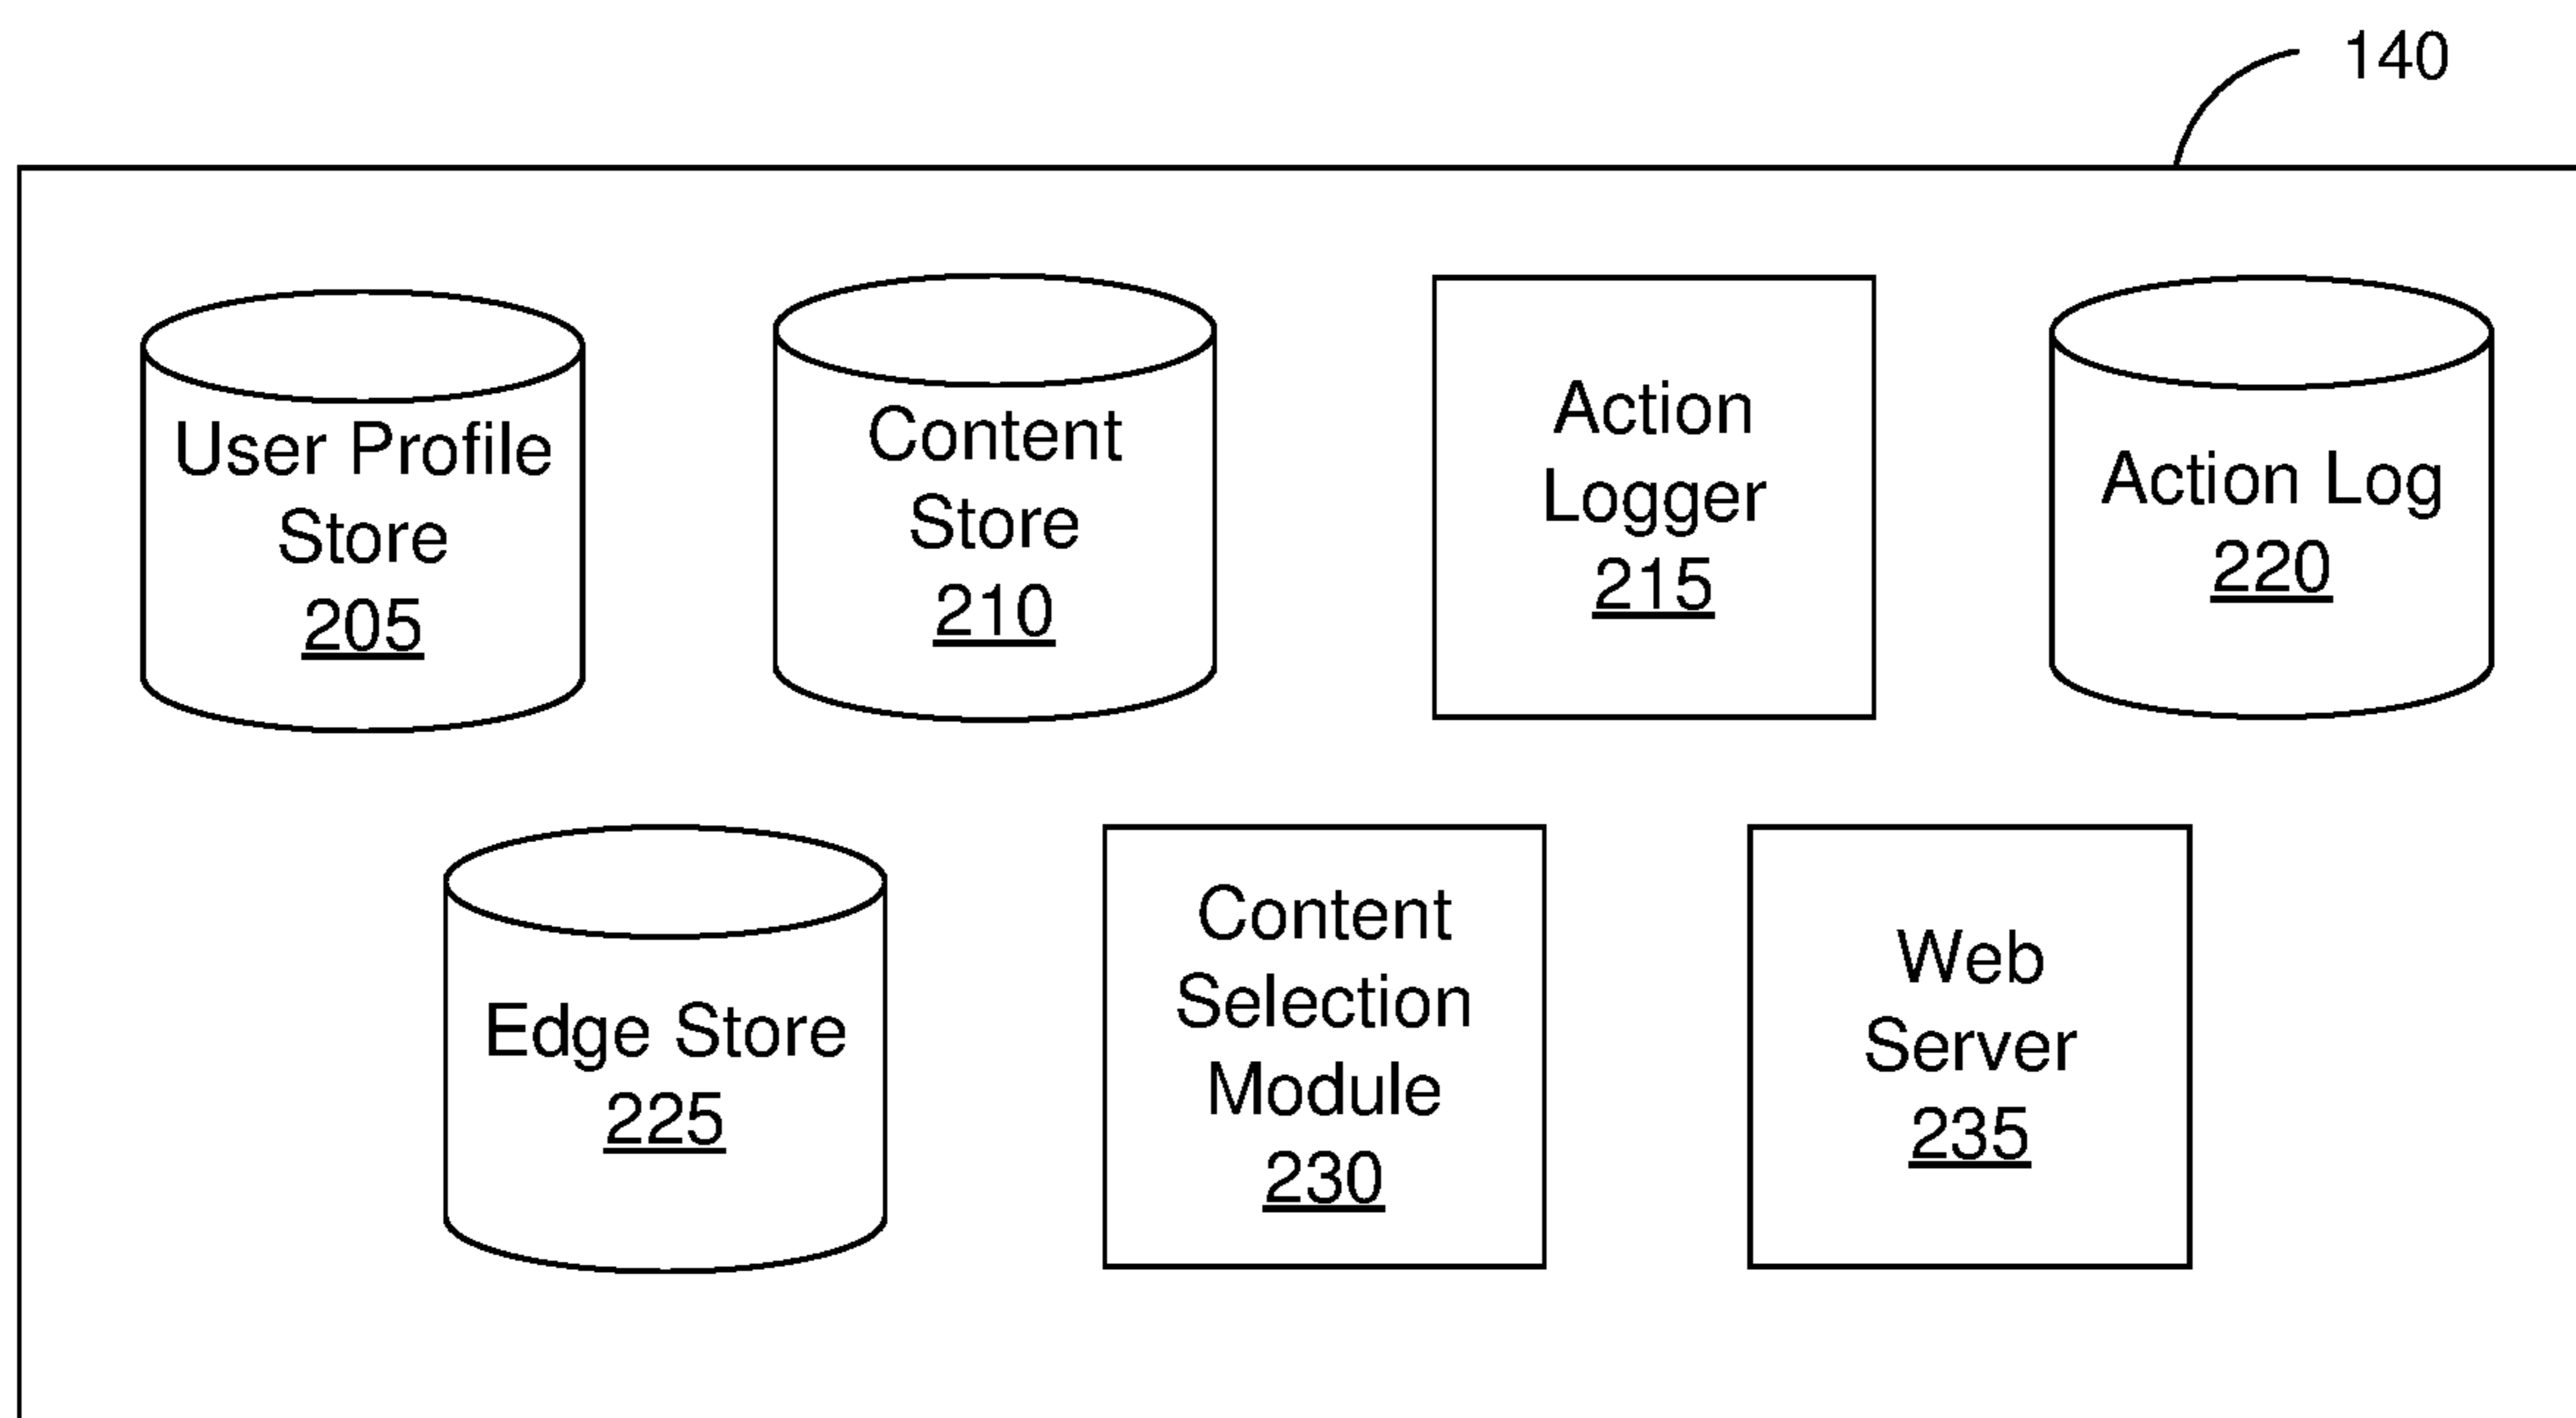 140
User Profile
Store
205
Content
Store
210
Action
Logger
215
Action Log
220
Edge Store
225
Content
Selection
Module
230
Web
Server
235